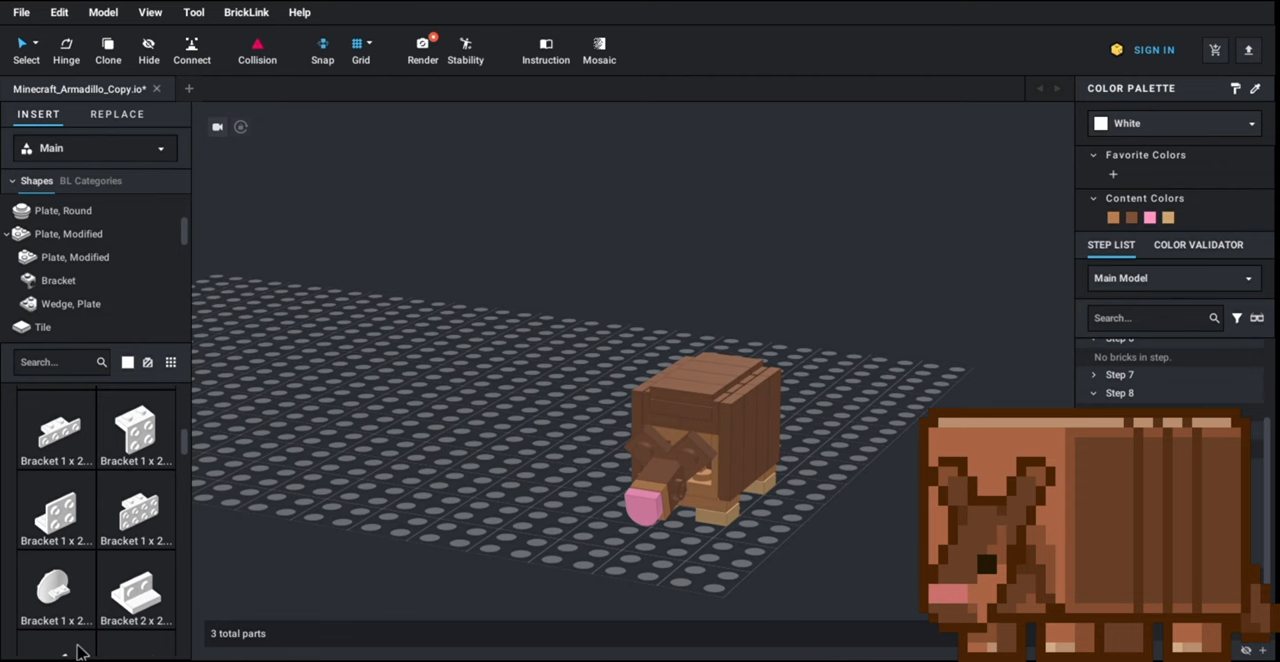 File Edit Model View Tool BrickLink Help
Select Hinge Clone Hide Connect Collision Snap Grid Render Stability Instruction Mosaic SIGN IN
Minecraft_Armadillo_Copy.io*
COLOR PALETTE
INSERT REPLACE
White
Main
Favorite Colors
Shapes BL Categories
Content Colors
Plate, Round
Plate, Modified
STEP LIST COLOR VALIDATOR
Plate, Modified
Bracket
Main Model
Wedge, Plate
Search...
Tile
No bricks in step.
Search...
Step 7
Step 8
Bracket 1 x 2... Bracket 1 x 2...
Bracket 1 x 2... Bracket 1 x 2...
Bracket 1 x 2... Bracket 2 x 2...
3 total parts